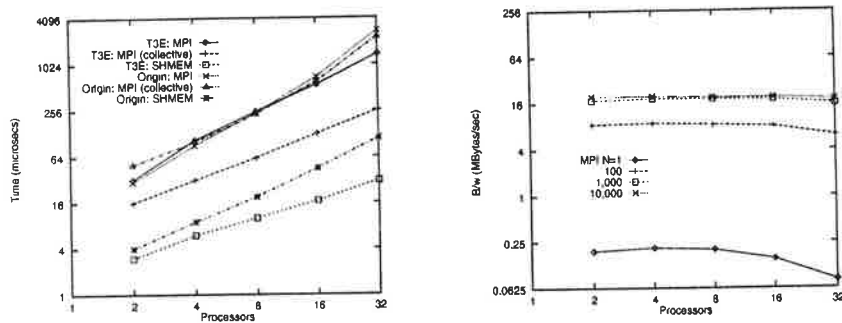 4096
1024
256
64
16
4
1
1
2
4
8
16
32
Time (microsecs)
Processors
T3E: MPI
T3E: MPI (collective)
T3E: SHMEM
Origin: MPI
Origin: MPI (collective)
Origin: SHMEM
256
64
16
4
1
0.25
0.0625
1
2
4
8
16
32
B/w (MBytes/sec)
Processors
MPI N=1
100
1,000
10,000